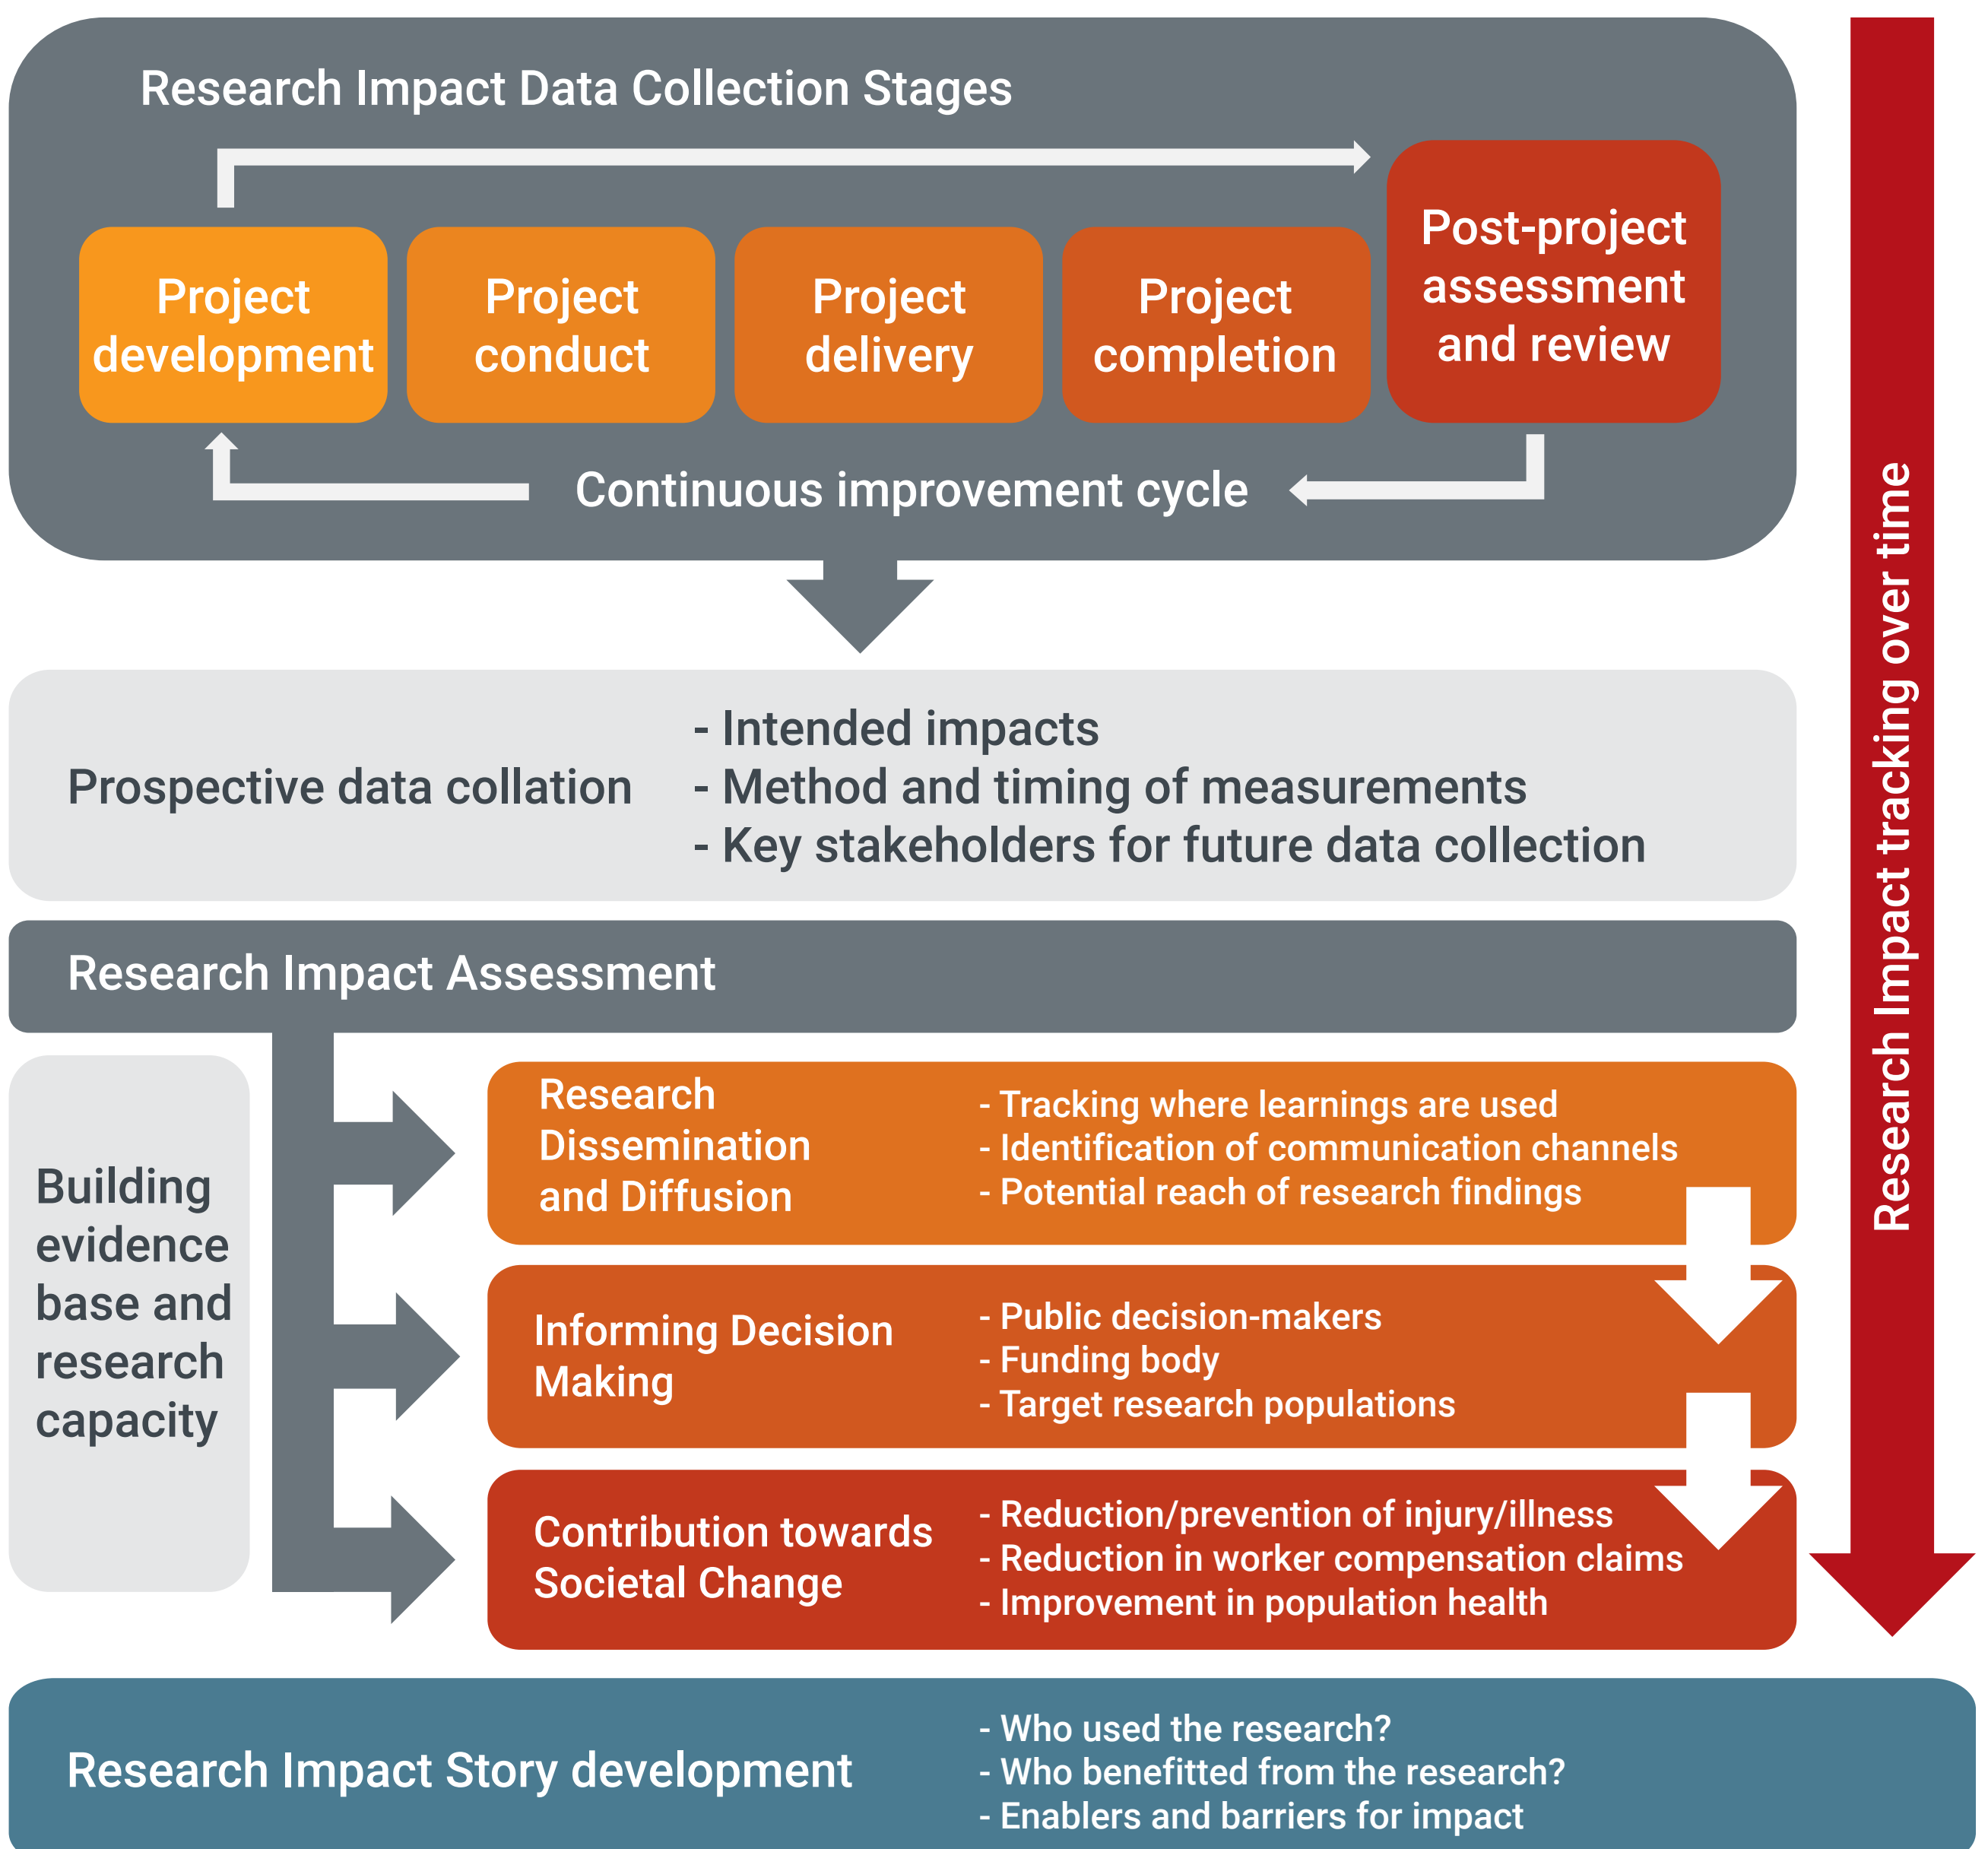 Research Impact Data Collection Stages
Project
development
Project
conduct
Project
delivery
Project
completion
Post-project
assessment
and review
Continuous improvement cycle
Prospective data collation
- Intended impacts
- Method and timing of measurements
- Key stakeholders for future data collection
Research Impact Assessment
Building
evidence
base and
research
capacity
Research
Dissemination
and Diffusion
- Tracking where learnings are used
- Identification of communication channels
- Potential reach of research findings
Informing Decision
Making
- Public decision-makers
- Funding body
- Target research populations
Contribution towards
Societal Change
- Reduction/prevention of injury/illness
- Reduction in worker compensation claims
- Improvement in population health
Research Impact Story development
- Who used the research?
- Who benefitted from the research?
- Enablers and barriers for impact
Research Impact tracking over time